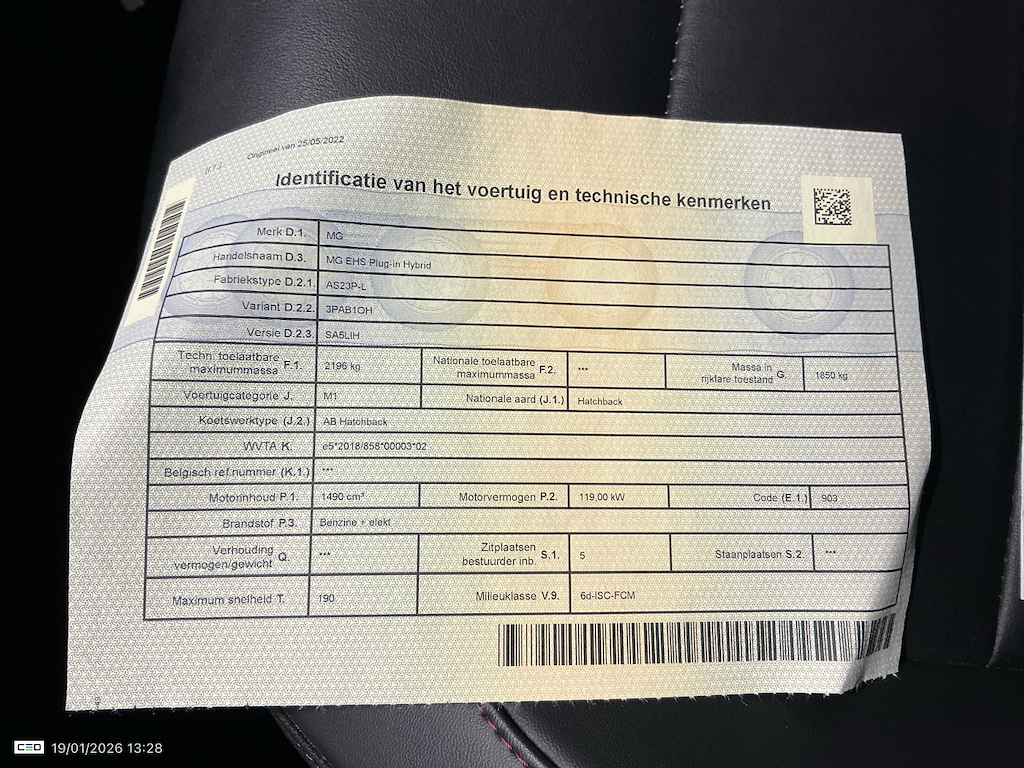 Origineel van 25/05/2022
Identificatie van het voertuig en technische kenmerken
Merk D.1. MG
Handelsnaam D.3. MG EHS Plug-in Hybrid
Fabriekstype D.2.1. AS23P-L
Variant D.2.2. 3PAB1OH
Versie D.2.3. SA5LIH
Techn. toelaatbare maximummassa F.1. 2196 kg Nationale toelaatbare maximummassa F.2. *** Massa in rijklare toestand G. 1850 kg
Voertuigcategorie J. M1 Nationale aard (J.1.) Hatchback
Koetswerktype (J.2.) AB Hatchback
WVTA K. e5*2018/858*00003*02
Belgisch ref.nummer (K.1.) ***
Motorinhoud P.1. 1490 cm³ Motorvermogen P.2. 119,00 kW Code (E.1.) 903
Brandstof P.3. Benzine + elekt
Verhouding vermogen/gewicht Q. *** Zitplaatsen bestuurder inb. S.1. 5 Staanplaatsen S.2. ***
Maximum snelheid T. 190 Milieuklasse V.9. 6d-ISC-FCM
CEO 19/01/2026 13:28